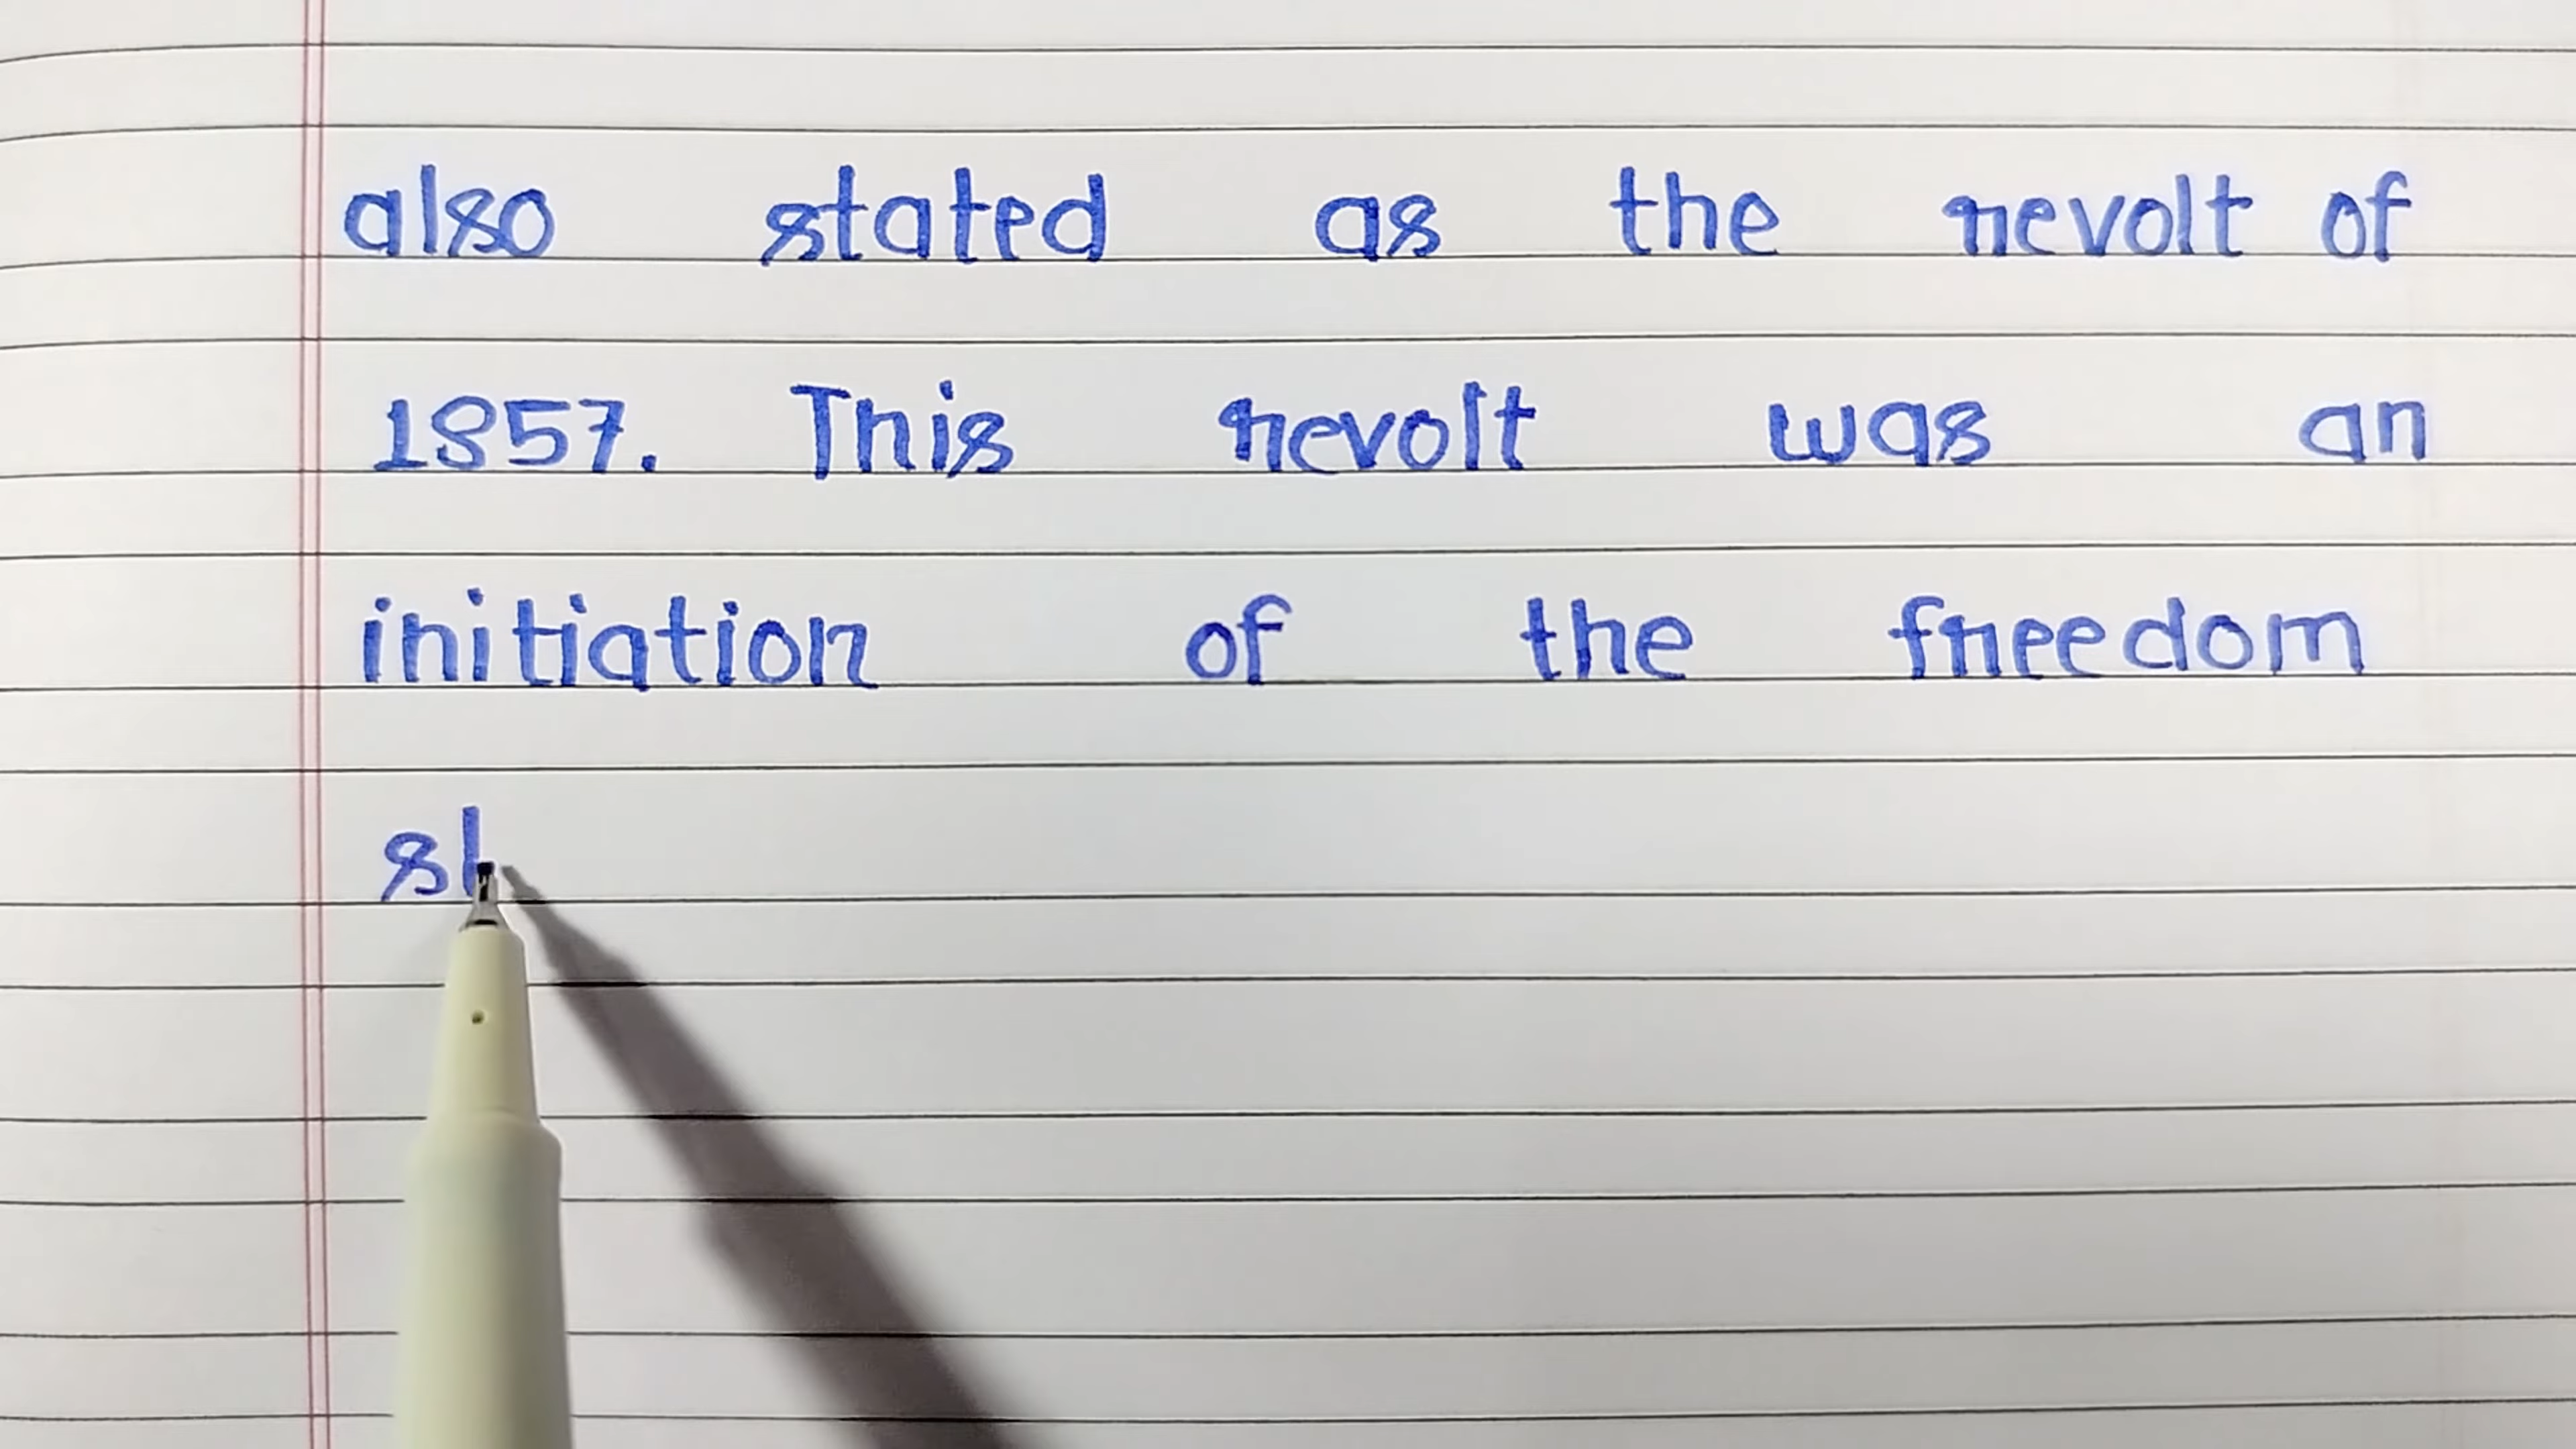 also stated as the revolt of
1857. This revolt was an
initiation of the freedom